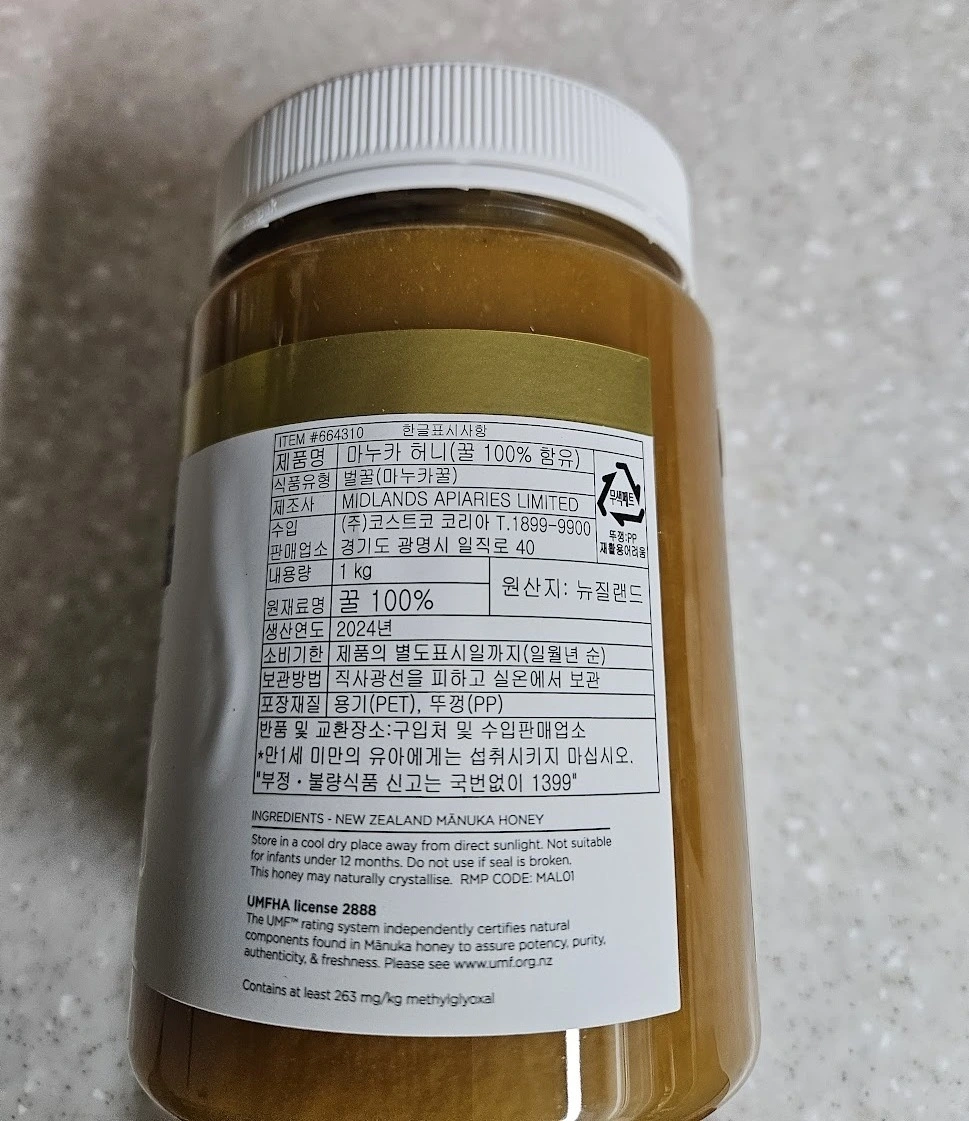 ITEM #664310 한글표시사항
제품명 마누카 허니(꿀 100% 함유)
식품유형 벌꿀(마누카꿀)
제조사 MIDLANDS APIARIES LIMITED
수입 (주)코스트코 코리아 T.1899-9900
판매업소 경기도 광명시 일직로 40
무색페트
뚜껑:PP
재활용어려움
내용량 1 kg
원산지: 뉴질랜드
원재료명 꿀 100%
생산연도 2024년
소비기한 제품의 별도표시일까지(일월년 순)
보관방법 직사광선을 피하고 실온에서 보관
포장재질 용기(PET), 뚜껑(PP)
반품 및 교환장소:구입처 및 수입판매업소
*만1세 미만의 유아에게는 섭취시키지 마십시오.
"부정·불량식품 신고는 국번없이 1399"
INGREDIENTS - NEW ZEALAND MĀNUKA HONEY
Store in a cool dry place away from direct sunlight. Not suitable
for infants under 12 months. Do not use if seal is broken.
This honey may naturally crystallise. RMP CODE: MAL01
UMFHA license 2888
The UMF™ rating system independently certifies natural
components found in Mānuka honey to assure potency, purity,
authenticity, & freshness. Please see www.umf.org.nz
Contains at least 263 mg/kg methylglyoxal